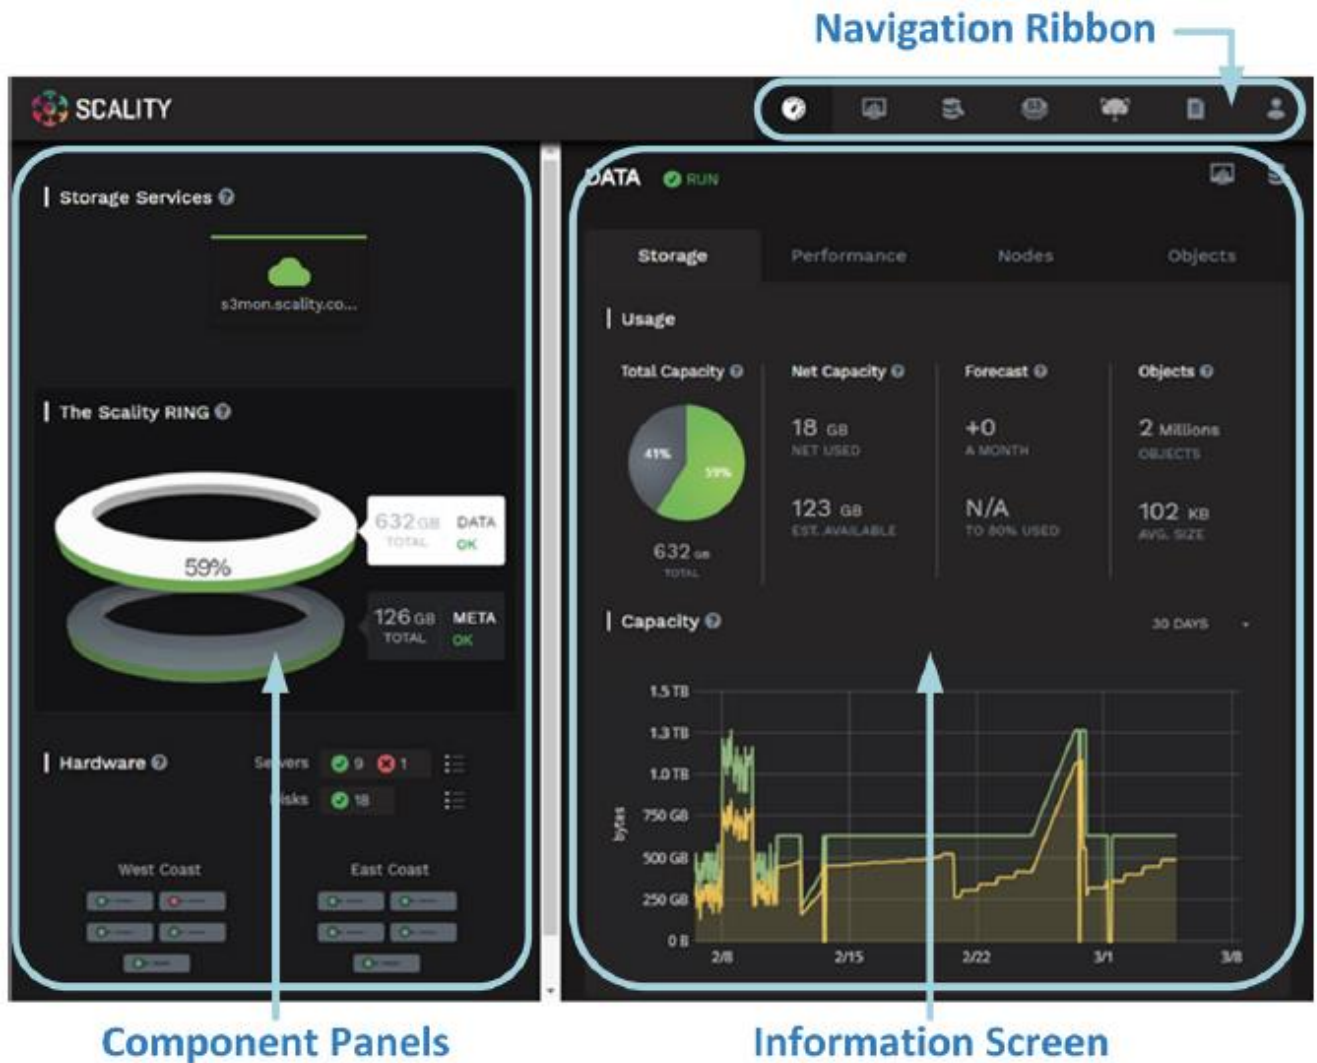 Navigation Ribbon
SCALITY
Storage Services
s3mon.scality.co...
The Scality RING
59%
632 GB DATA
TOTAL OK
126 GB META
TOTAL OK
Hardware
Servers 9 1
Disks 18
West Coast East Coast
DATA RUN
Storage Performance Nodes Objects
Usage
Total Capacity Net Capacity Forecast Objects
41%
59%
632 GB
TOTAL
18 GB
NET USED
123 GB
EST. AVAILABLE
+0
A MONTH
N/A
TO 80% USED
2 Millions
OBJECTS
102 KB
AVG. SIZE
Capacity
30 DAYS
bytes
1.5 TB
1.3 TB
1.0 TB
750 GB
500 GB
250 GB
0 B
2/8 2/15 2/22 3/1 3/8
Component Panels
Information Screen